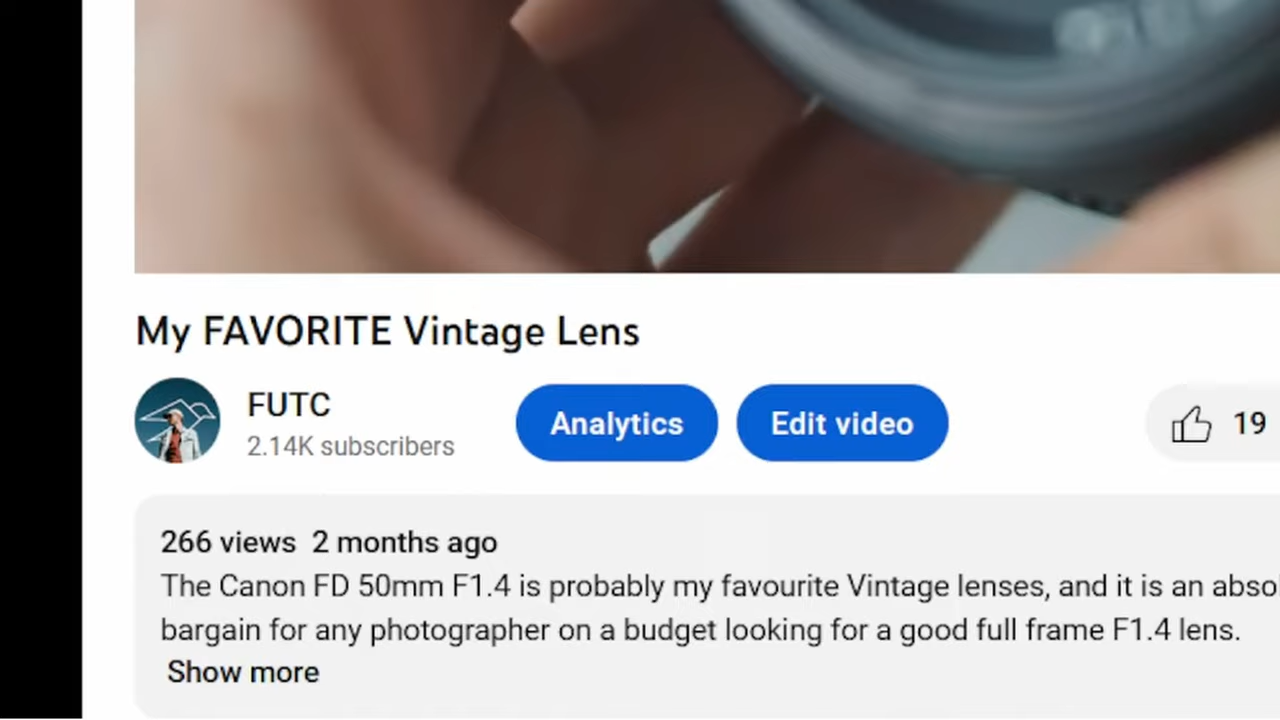 My FAVORITE Vintage Lens
FUTC
2.14K subscribers
Analytics
Edit video
19
266 views 2 months ago
The Canon FD 50mm F1.4 is probably my favourite Vintage lenses, and it is an absol
bargain for any photographer on a budget looking for a good full frame F1.4 lens.
Show more